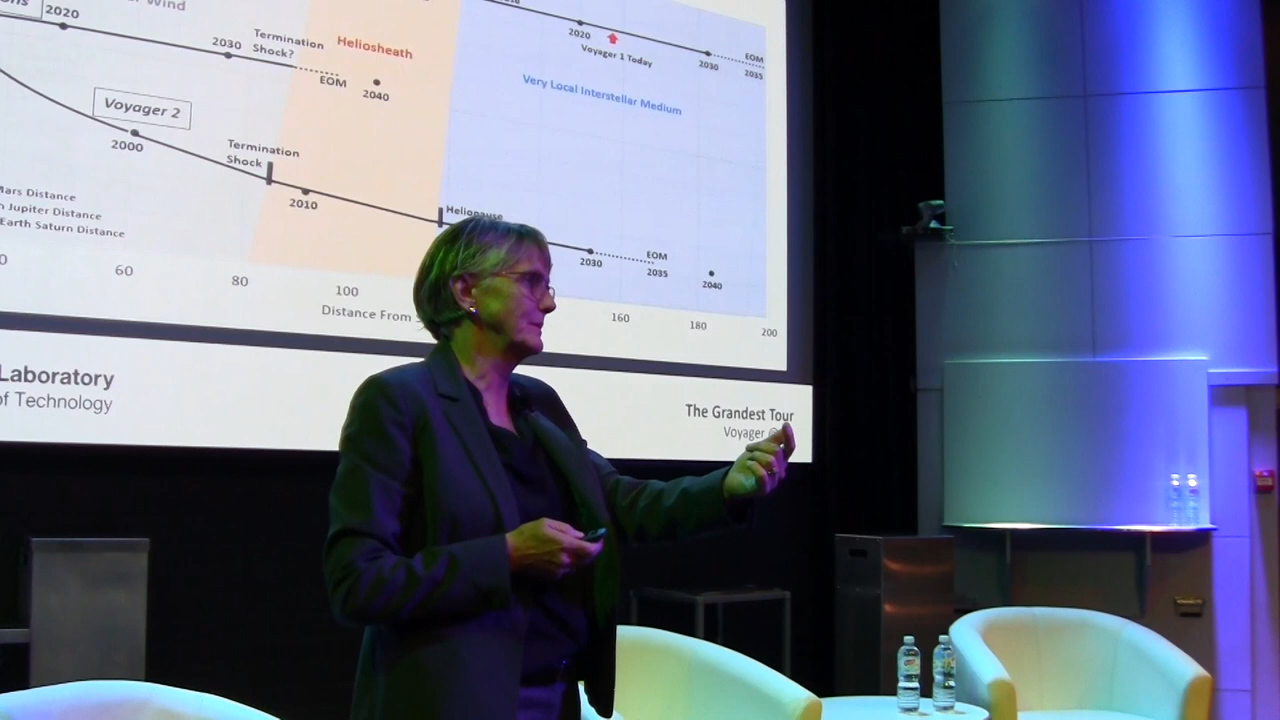 2020
Wind
2030
Termination
Shock?
Heliosheath
EOM
2040
2020
Voyager 1 Today
2030
EOM
2035
Very Local Interstellar Medium
Voyager 2
2000
Termination
Shock
2010
Heliopause
2030
EOM
2035
2040
Mars Distance
Jupiter Distance
Earth Saturn Distance
60
80
100
160
180
200
Distance From
Laboratory
of Technology
The Grandest Tour
Voyager